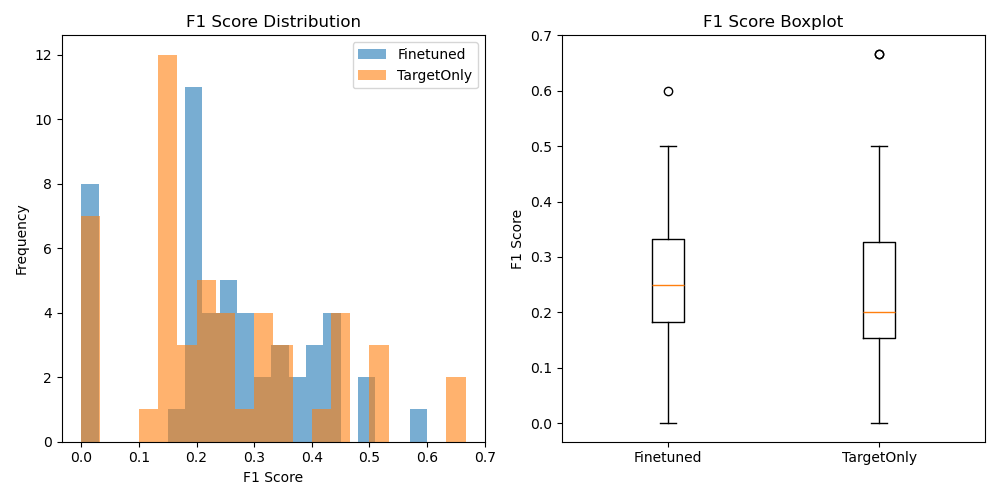 F1 Score Distribution
Finetuned
TargetOnly
12
10
8
6
4
2
0
Frequency
0.0 0.1 0.2 0.3 0.4 0.5 0.6 0.7
F1 Score
F1 Score Boxplot
0.7
0.6
0.5
0.4
0.3
0.2
0.1
0.0
F1 Score
Finetuned TargetOnly